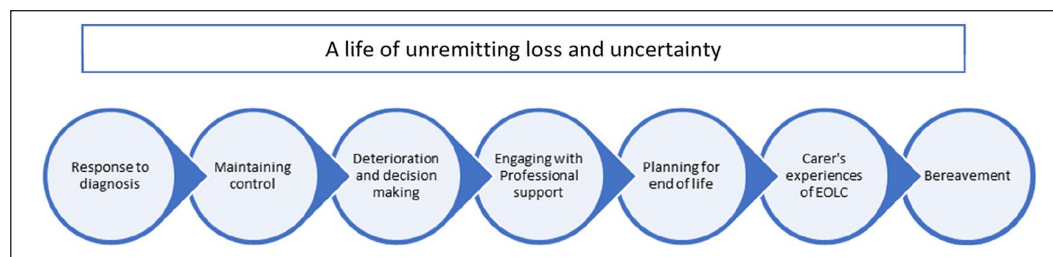 A life of unremitting loss and uncertainty
Response to
diagnosis
Maintaining
control
Deterioration
and decision
making
Engaging with
Professional
support
Planning for
end of life
Carer's
experiences
of EOLC
Bereavement